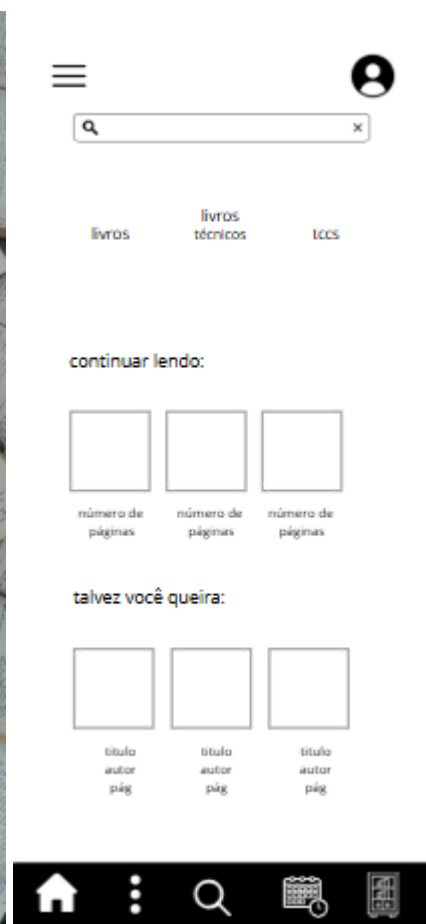 livros
livros
técnicos
tccs
continuar lendo:
número de
páginas
número de
páginas
número de
páginas
talvez você queira:
titulo
autor
pág
titulo
autor
pág
titulo
autor
pág